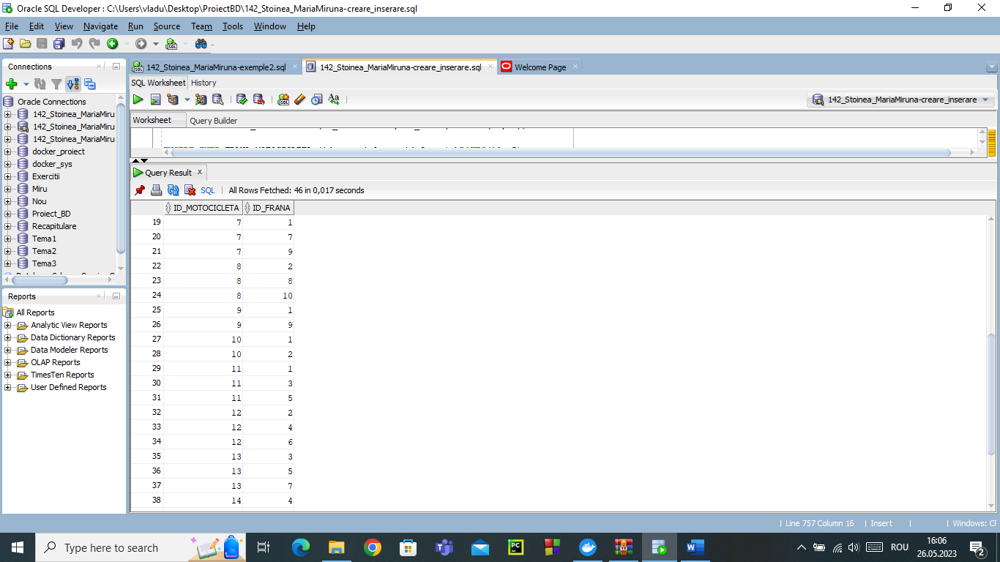 Oracle SQL Developer : C:\Users\vladu\Desktop\ProiectBD\142_Stoinea_MariaMiruna-creare_inserare.sql
File Edit View Navigate Run Source Team Tools Window Help
Connections
Oracle Connections
142_Stoinea_MariaMiru
142_Stoinea_MariaMiru
142_Stoinea_MariaMiru
docker_proiect
docker_sys
Exercitii
Miru
Nou
Proiect_BD
Recapitulare
Tema1
Tema2
Tema3
Reports
All Reports
Analytic View Reports
Data Dictionary Reports
Data Modeler Reports
OLAP Reports
TimesTen Reports
User Defined Reports
142_Stoinea_MariaMiruna-exemple2.sql 142_Stoinea_MariaMiruna-creare_inserare.sql Welcome Page
SQL Worksheet History
142_Stoinea_MariaMiruna-creare_inserare
Worksheet Query Builder
Query Result
SQL | All Rows Fetched: 46 in 0,017 seconds
ID_MOTOCICLETA ID_FRANA
19 7 1
20 7 7
21 7 9
22 8 2
23 8 8
24 8 10
25 9 1
26 9 9
27 10 1
28 10 2
29 11 1
30 11 3
31 11 5
32 12 2
33 12 4
34 12 6
35 13 3
36 13 5
37 13 7
38 14 4
Line 757 Column 16 | Insert | Windows: CF
Type here to search
ROU
16:06
26.05.2023
2